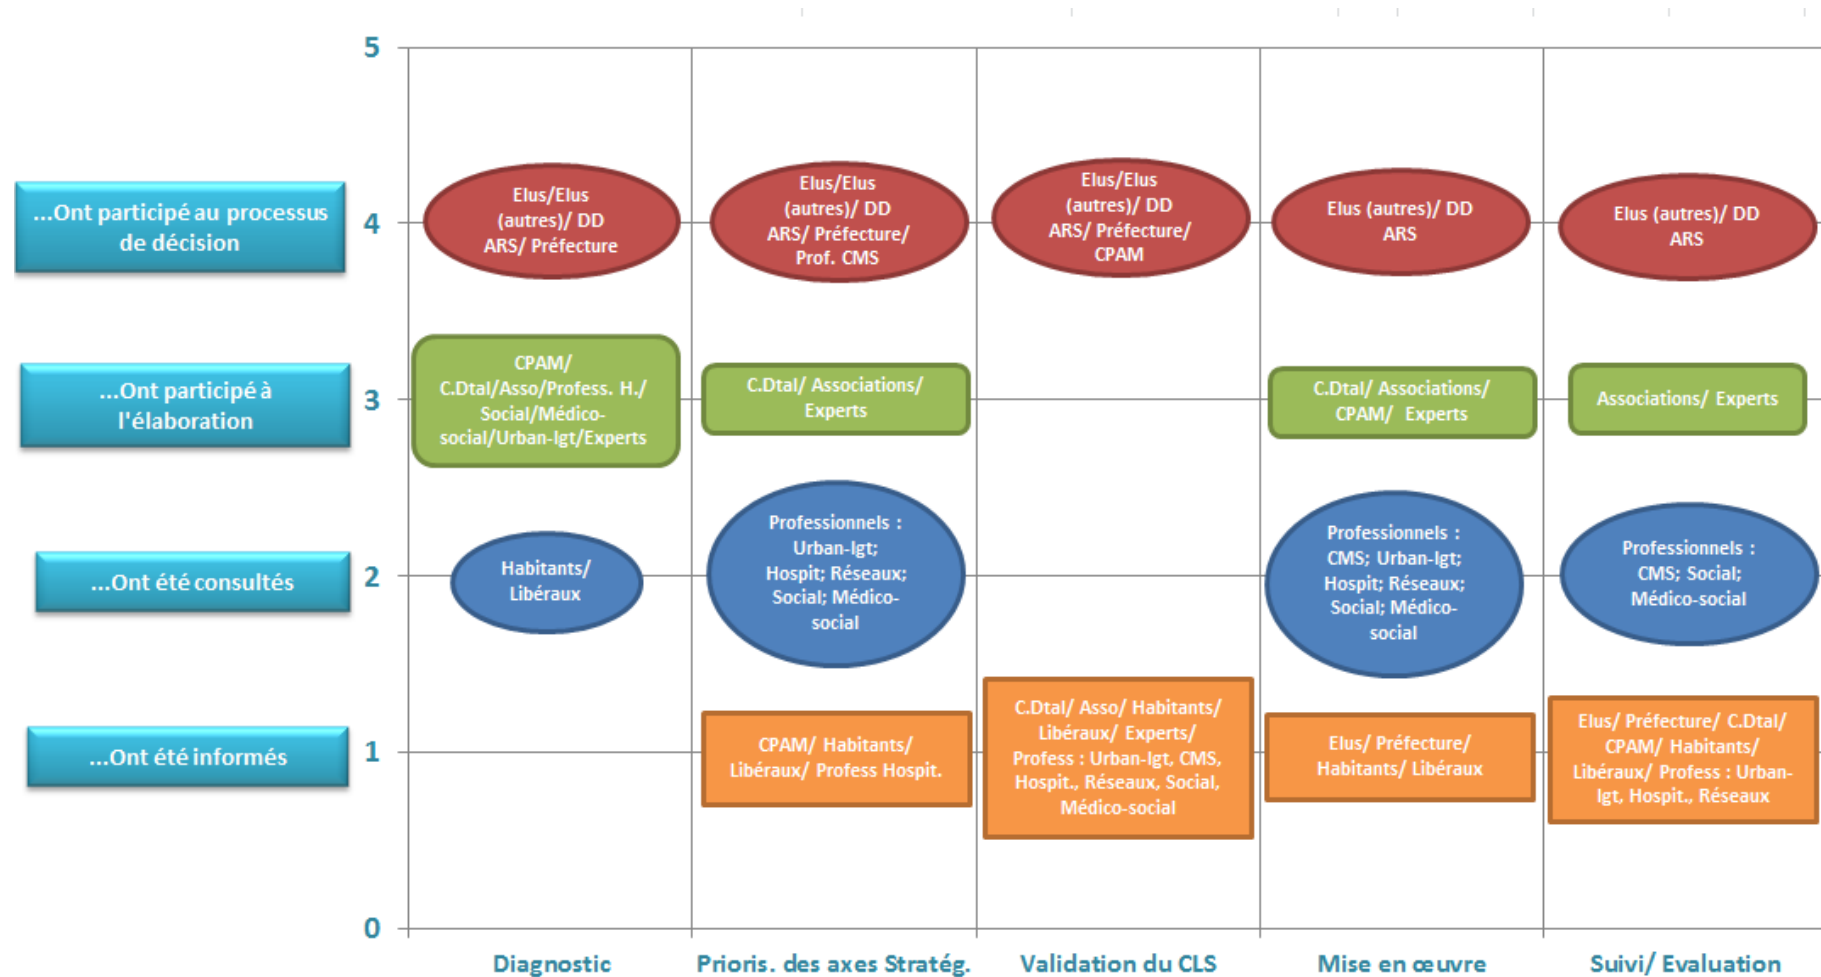 5
...Ont participé au processus
de décision
4
Elus/Elus
(autres)/ DD
ARS/ Préfecture
Elus/Elus
(autres)/ DD
ARS/ Préfecture/
Prof. CMS
Elus/Elus
(autres)/ DD
ARS/ Préfecture/
CPAM
Elus (autres)/ DD
ARS
Elus (autres)/ DD
ARS
...Ont participé à
l'élaboration
3
CPAM/
C.Dtal/Asso/Profess. H./
Social/Médico-
social/Urban-lgt/Experts
C.Dtal/ Associations/
Experts
C.Dtal/ Associations/
CPAM/ Experts
Associations/ Experts
...Ont été consultés
2
Habitants/
Libéraux
Professionnels :
Urban-lgt;
Hospit; Réseaux;
Social; Médico-
social
Professionnels :
CMS; Urban-lgt;
Hospit; Réseaux;
Social; Médico-
social
Professionnels :
CMS; Social;
Médico-social
...Ont été informés
1
CPAM/ Habitants/
Libéraux/ Profess Hospit.
C.Dtal/ Asso/ Habitants/
Libéraux/ Experts/
Profess : Urban-lgt, CMS,
Hospit., Réseaux, Social,
Médico-social
Elus/ Préfecture/
Habitants/ Libéraux
Elus/ Préfecture/ C.Dtal/
CPAM/ Habitants/
Libéraux/ Profess : Urban-
lgt, Hospit., Réseaux
0
Diagnostic
Prioris. des axes Stratég.
Validation du CLS
Mise en œuvre
Suivi/ Evaluation